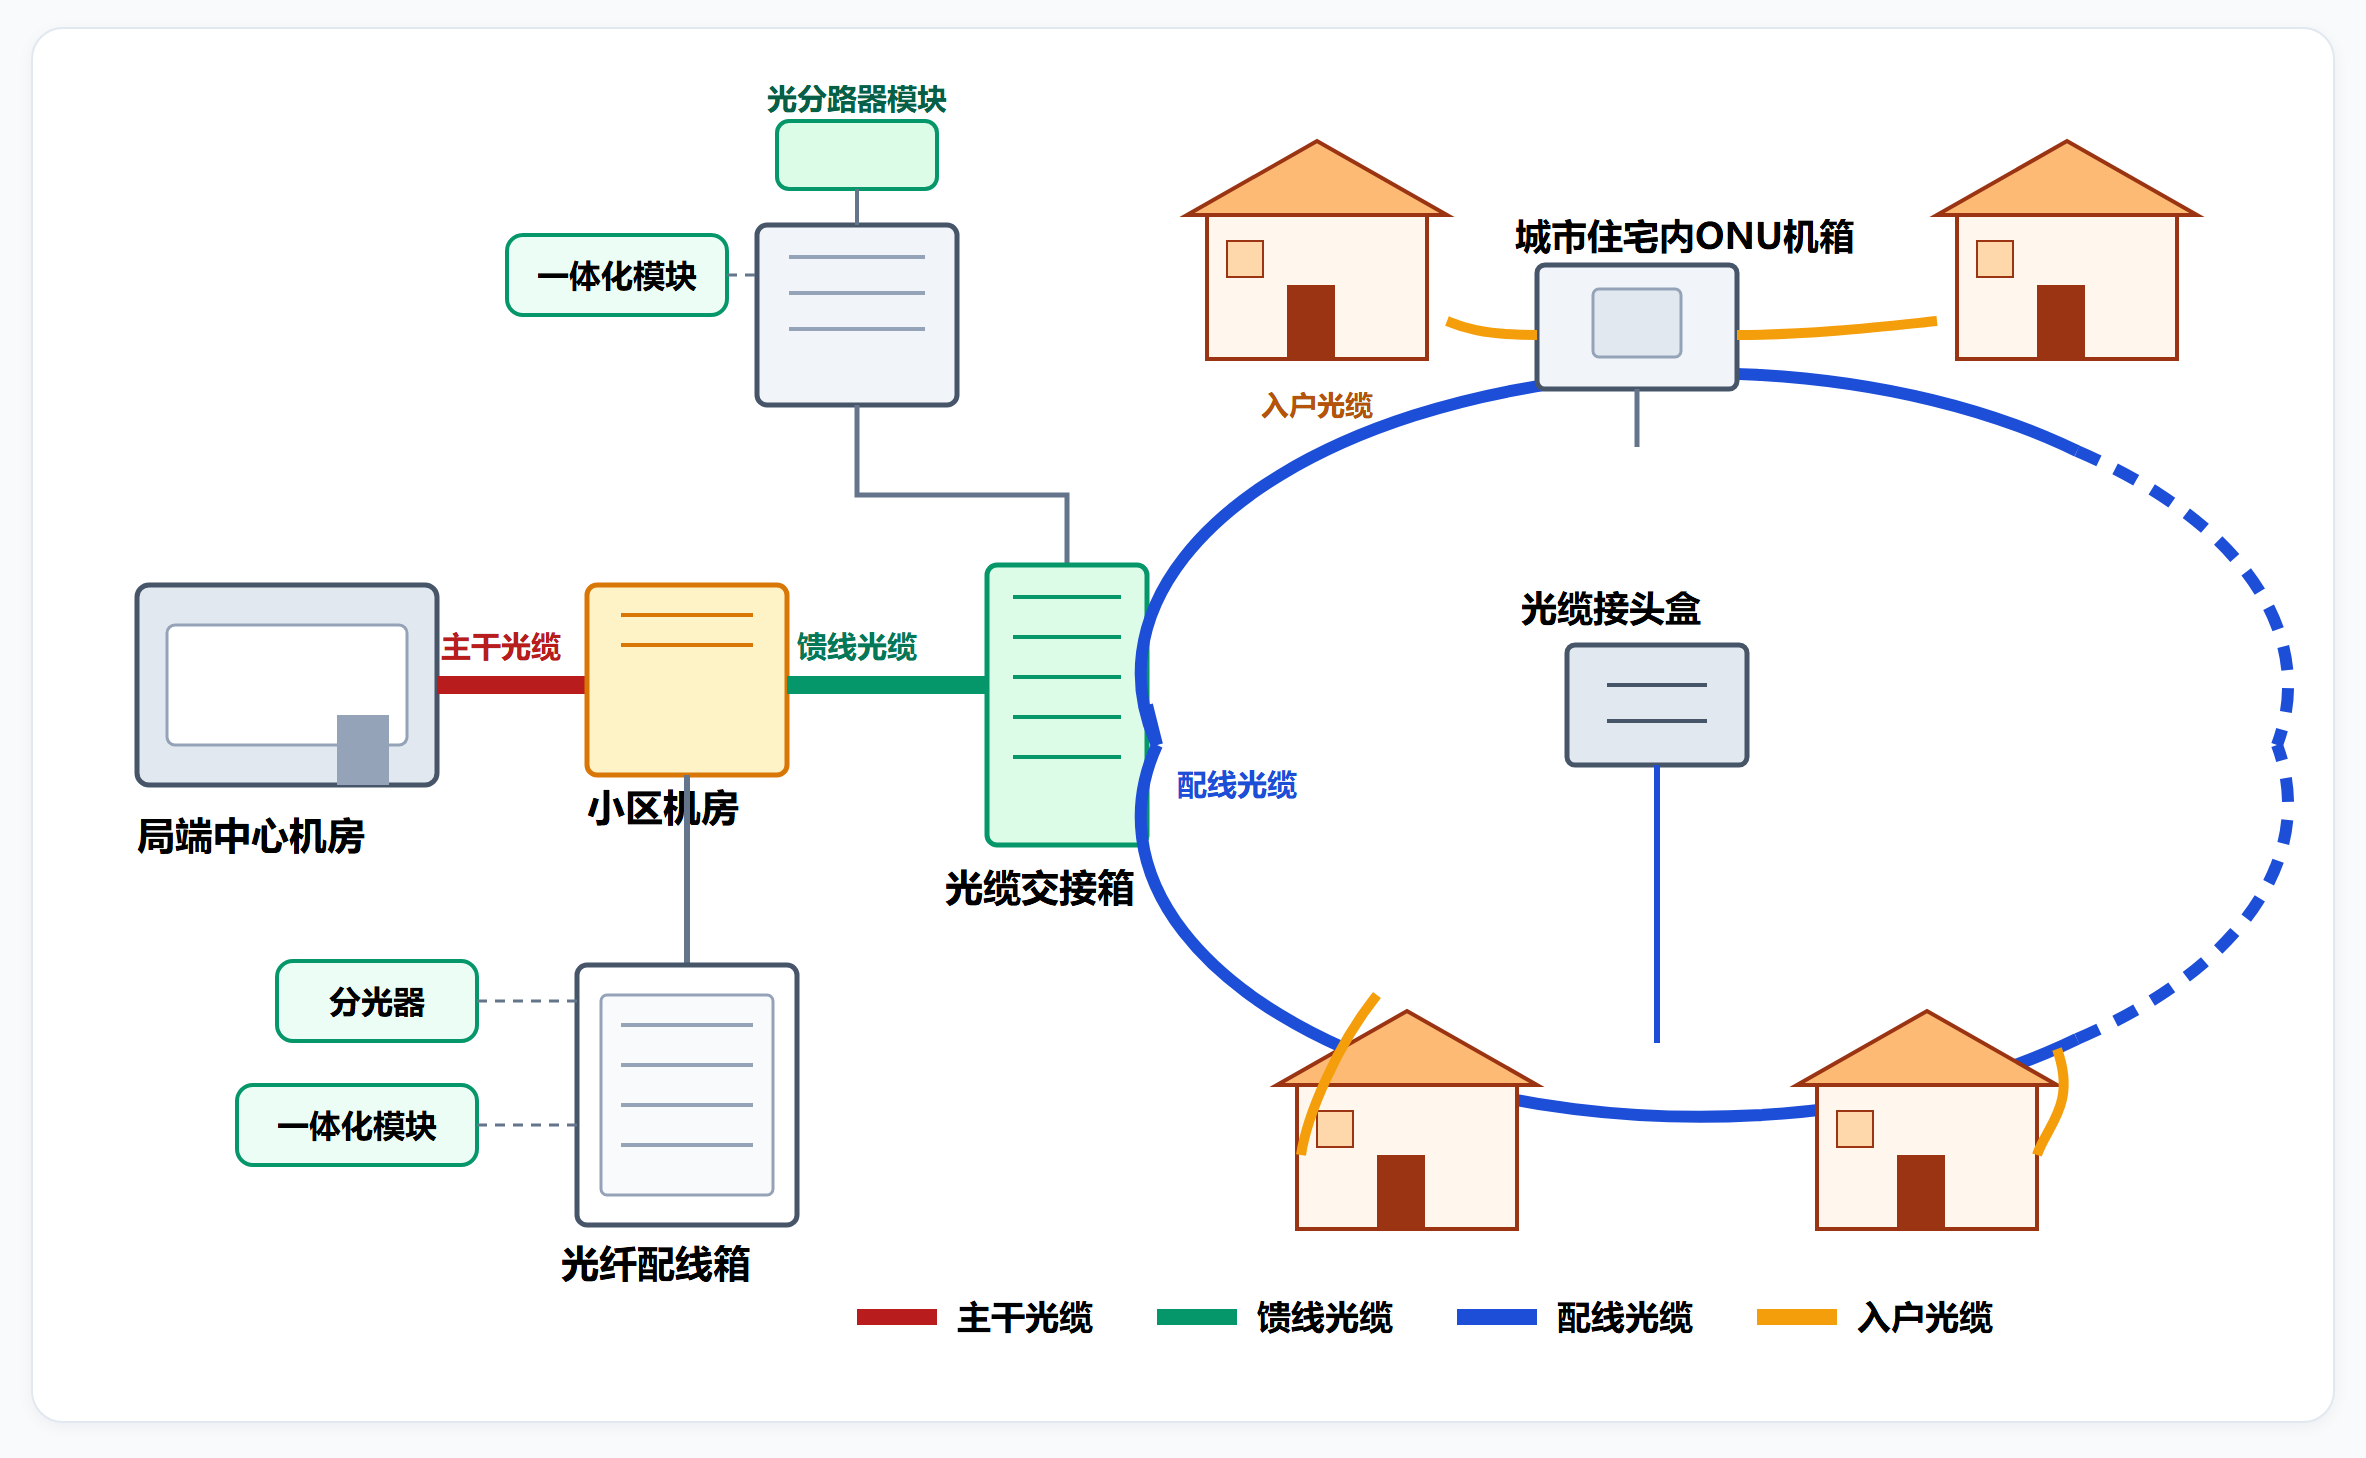 光分路器模块
一体化模块
城市住宅内ONU机箱
入户光缆
主干光缆
馈线光缆
光缆接头盒
配线光缆
小区机房
局端中心机房
光缆交接箱
分光器
一体化模块
光纤配线箱
主干光缆
馈线光缆
配线光缆
入户光缆